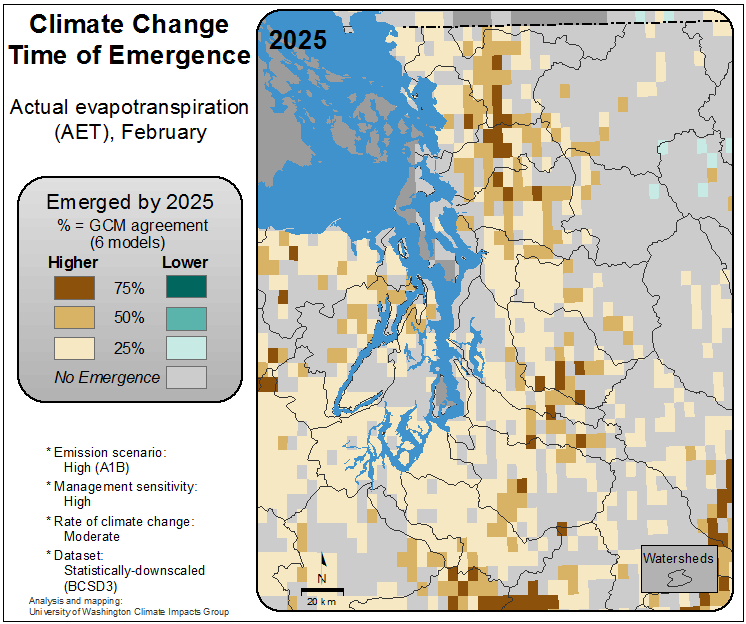 Climate Change
Time of Emergence
Actual evapotranspiration
(AET), February
Emerged by 2025
% = GCM agreement
(6 models)
Higher
Lower
75%
50%
25%
No Emergence
* Emission scenario:
High (A1B)
* Management sensitivity:
High
* Rate of climate change:
Moderate
* Dataset:
Statistically-downscaled
(BCSD3)
Analysis and mapping:
University of Washington Climate Impacts Group
2025
N
20 km
Watersheds